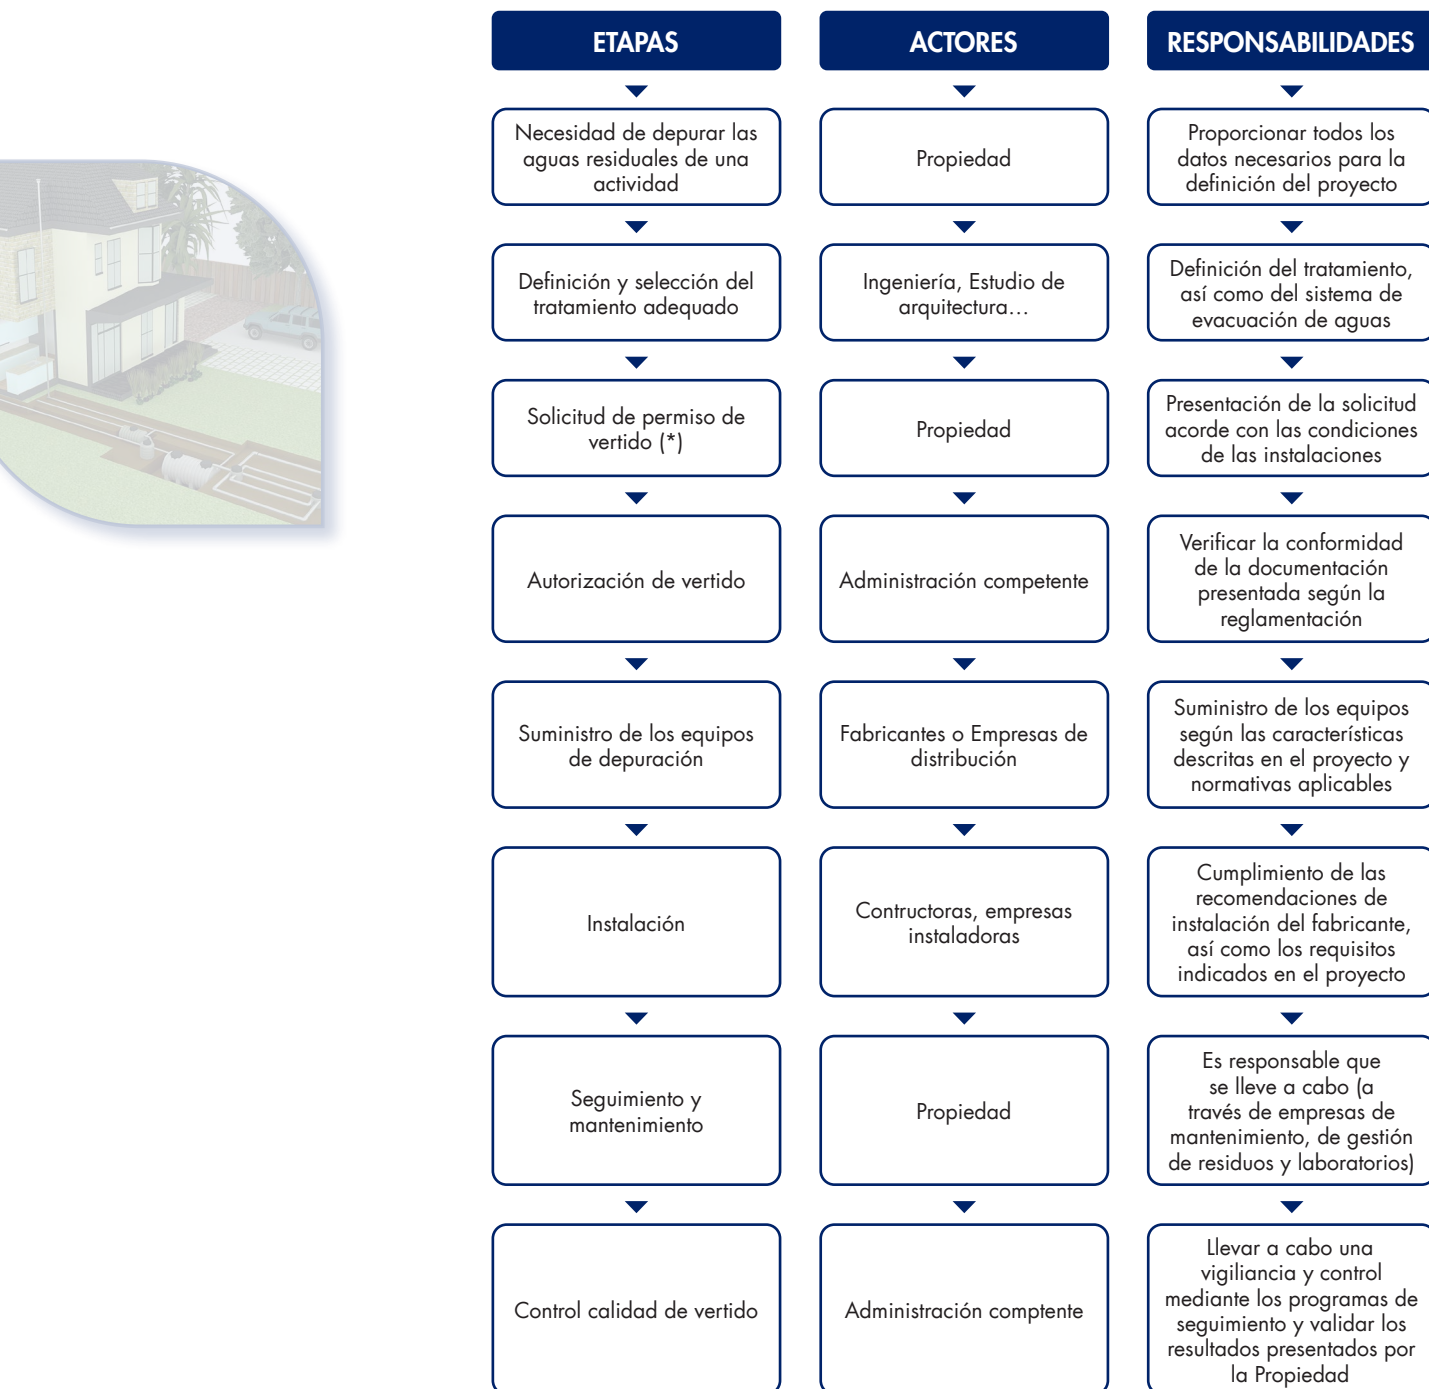 ETAPAS
ACTORES
RESPONSABILIDADES
Necesidad de depurar las
aguas residuales de una
actividad
Propiedad
Proporcionar todos los
datos necesarios para la
definición del proyecto
Definición y selección del
tratamiento adequado
Ingeniería, Estudio de
arquitectura...
Definición del tratamiento,
así como del sistema de
evacuación de aguas
Solicitud de permiso de
vertido (*)
Propiedad
Presentación de la solicitud
acorde con las condiciones
de las instalaciones
Autorización de vertido
Administración competente
Verificar la conformidad
de la documentación
presentada según la
reglamentación
Suministro de los equipos
de depuración
Fabricantes o Empresas de
distribución
Suministro de los equipos
según las características
descritas en el proyecto y
normativas aplicables
Instalación
Contructoras, empresas
instaladoras
Cumplimiento de las
recomendaciones de
instalación del fabricante,
así como los requisitos
indicados en el proyecto
Seguimiento y
mantenimiento
Propiedad
Es responsable que
se lleve a cabo (a
través de empresas de
mantenimiento, de gestión
de residuos y laboratorios)
Control calidad de vertido
Administración comptente
Llevar a cabo una
vigiliancia y control
mediante los programas de
seguimiento y validar los
resultados presentados por
la Propiedad